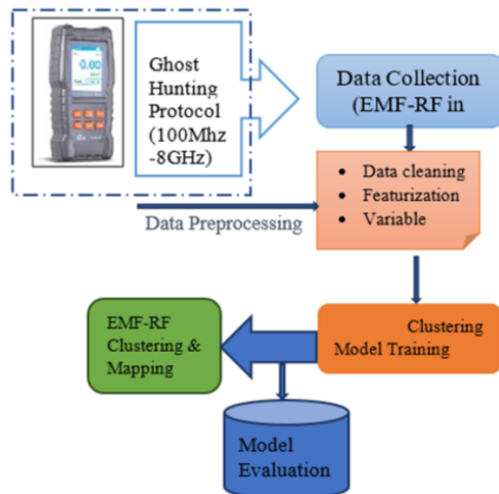 0.00
Ghost
Hunting
Protocol
(100Mhz
-8GHz)
Data Collection
(EMF-RF in
• Data cleaning
• Featurization
• Variable
Data Preprocessing
Clustering
Model Training
EMF-RF
Clustering &
Mapping
Model
Evaluation